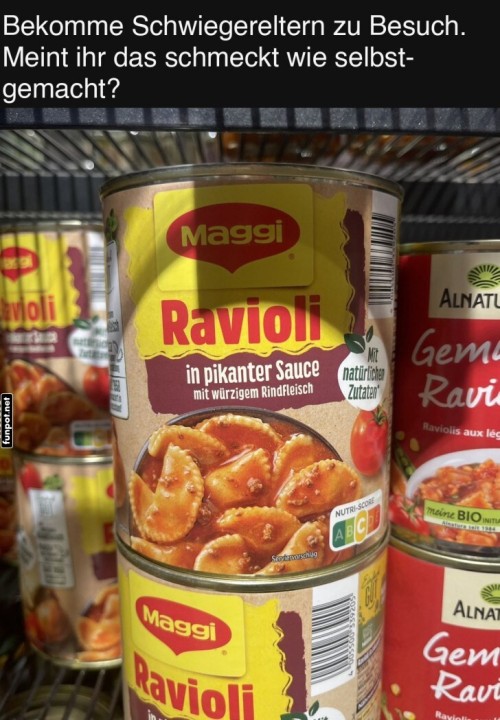 Bekomme Schwiegereltern zu Besuch.
Meint ihr das schmeckt wie selbst-
gemacht?
Maggi
Ravioli
in pikanter Sauce
mit würzigem Rindfleisch
Mit
natürlichen
Zutaten
NUTRI-SCORE
A B C D
Serviervorschlag
Maggi
Ravioli
ALNATU
Gem
Ravi
Raviolis aux lég
meine BIO INITI
ALNAT
Gem
Ravi
Ravioli
funpot.net